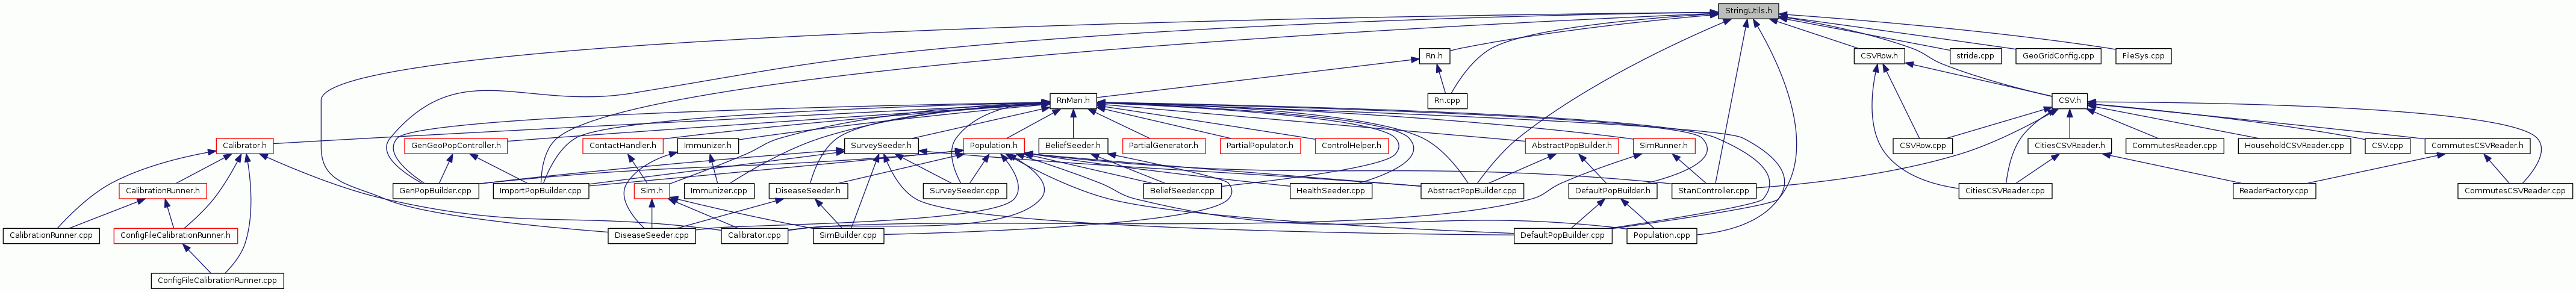 StringUtils.h
Rn.h
CSVRow.h
stride.cpp
GeoGridConfig.cpp
FileSys.cpp
RnMan.h
Rn.cpp
CSV.h
Calibrator.h
GenGeoPopController.h
ContactHandler.h
Immunizer.h
SurveySeeder.h
Population.h
BeliefSeeder.h
PartialGenerator.h
PartialPopulator.h
ControlHelper.h
AbstractPopBuilder.h
SimRunner.h
CSVRow.cpp
CitiesCSVReader.h
CommutesReader.cpp
HouseholdCSVReader.cpp
CSV.cpp
CommutesCSVReader.h
CalibrationRunner.h
GenPopBuilder.cpp
ImportPopBuilder.cpp
Sim.h
Immunizer.cpp
DiseaseSeeder.h
SurveySeeder.cpp
BeliefSeeder.cpp
HealthSeeder.cpp
AbstractPopBuilder.cpp
DefaultPopBuilder.h
StanController.cpp
CitiesCSVReader.cpp
ReaderFactory.cpp
CommutesCSVReader.cpp
CalibrationRunner.cpp
ConfigFileCalibrationRunner.h
DiseaseSeeder.cpp
Calibrator.cpp
SimBuilder.cpp
DefaultPopBuilder.cpp
Population.cpp
ConfigFileCalibrationRunner.cpp